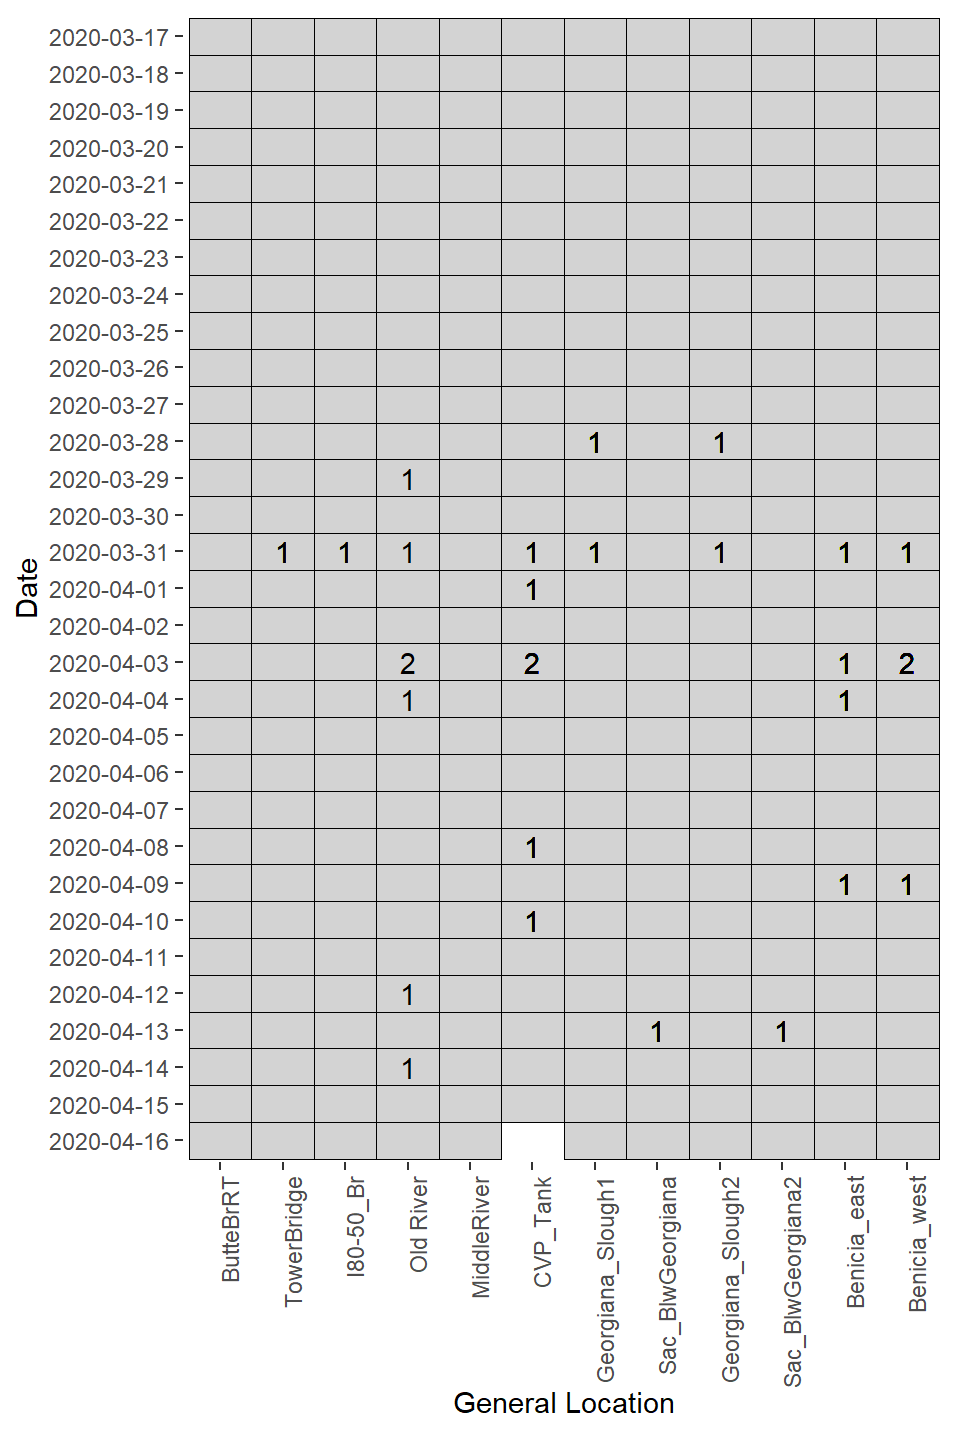 2020-03-17
2020-03-18
2020-03-19
2020-03-20
2020-03-21
2020-03-22
2020-03-23
2020-03-24
2020-03-25
2020-03-26
2020-03-27
2020-03-28 1 1
2020-03-29 1
2020-03-30
2020-03-31 1 1 1 1 1 1 1 1
2020-04-01 1
2020-04-02
2020-04-03 2 2 1 2
2020-04-04 1 1
2020-04-05
2020-04-06
2020-04-07
2020-04-08 1
2020-04-09 1 1
2020-04-10 1
2020-04-11
2020-04-12 1
2020-04-13 1 1
2020-04-14 1
2020-04-15
2020-04-16
Date
ButteBrRT
TowerBridge
I80-50_Br
Old River
MiddleRiver
CVP_Tank
Georgiana_Slough1
Sac_BlwGeorgiana
Georgiana_Slough2
Sac_BlwGeorgiana2
Benicia_east
Benicia_west
General Location